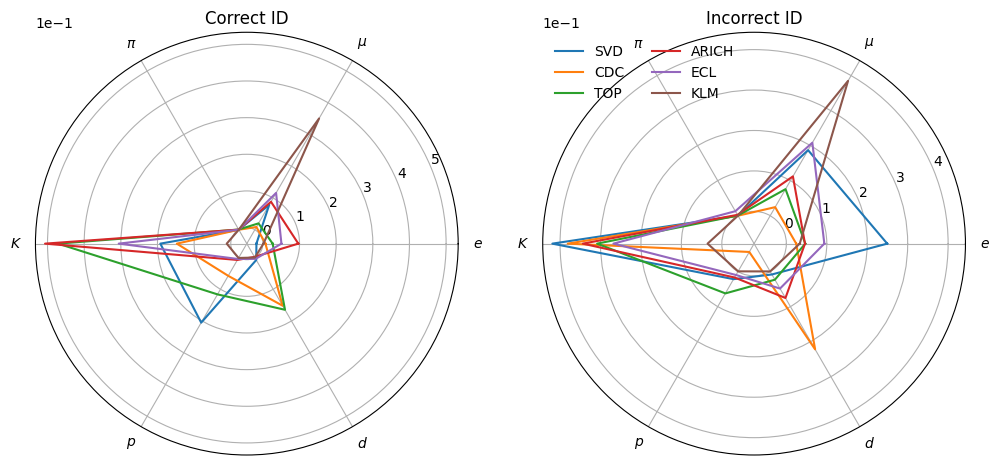 Correct ID
1e−1
π
μ
K
e
p
d
0
1
2
3
4
5
Incorrect ID
1e−1
π
μ
K
e
p
d
0
1
2
3
4
SVD
CDC
TOP
ARICH
ECL
KLM